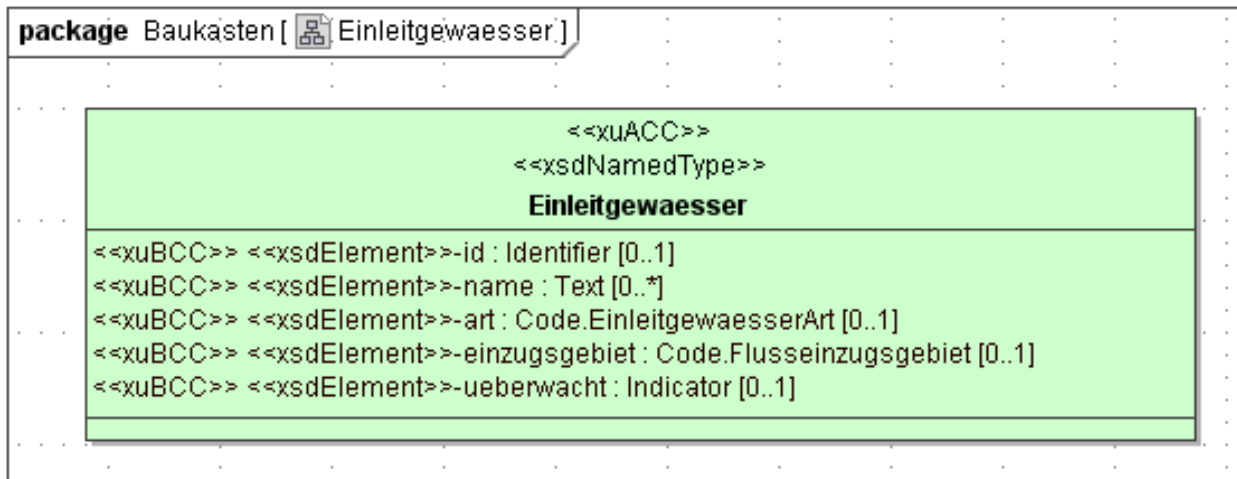 package Baukasten [ Einleitgewaesser ]
<<xuACC>>
<<xsdNamedType>>
Einleitgewaesser
<<xuBCC>> <<xsdElement>>-id : Identifier [0..1]
<<xuBCC>> <<xsdElement>>-name : Text [0..*]
<<xuBCC>> <<xsdElement>>-art : Code.EinleitgewaesserArt [0..1]
<<xuBCC>> <<xsdElement>>-einzugsgebiet : Code.Flusseinzugsgebiet [0..1]
<<xuBCC>> <<xsdElement>>-ueberwacht : Indicator [0..1]